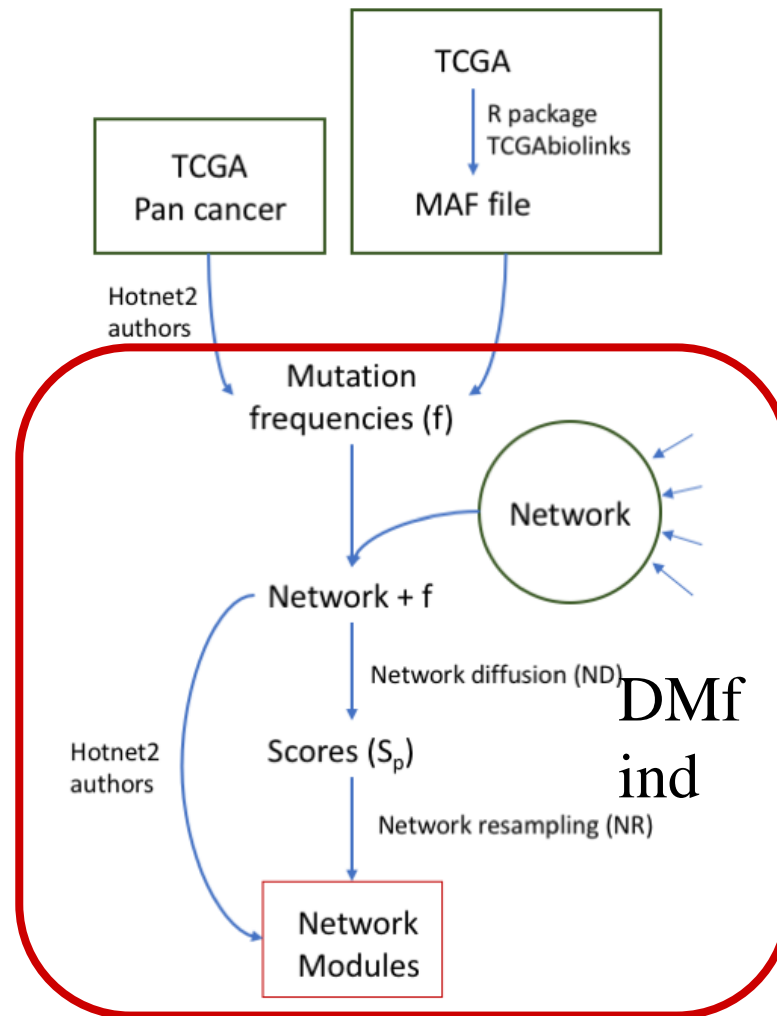 TCGA
R package
TCGAbiolinks
MAF file
TCGA
Pan cancer
Hotnet2
authors
Mutation
frequencies (f)
Network
Network + f
Network diffusion (ND)
DMf
ind
Hotnet2
authors
Scores (Sₚ)
Network resampling (NR)
Network
Modules